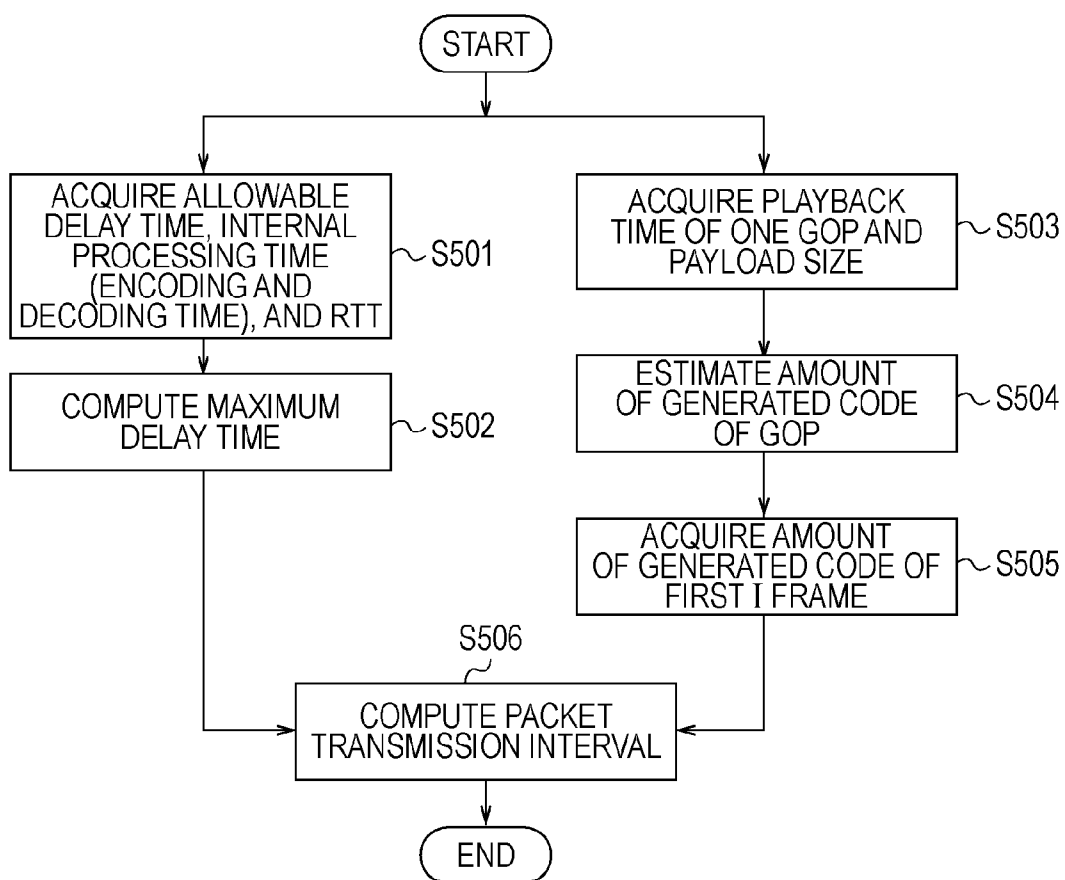 START
ACQUIRE ALLOWABLE
DELAY TIME, INTERNAL
PROCESSING TIME
(ENCODING AND
DECODING TIME), AND RTT
S501
COMPUTE MAXIMUM
DELAY TIME
S502
ACQUIRE PLAYBACK
TIME OF ONE GOP AND
PAYLOAD SIZE
S503
ESTIMATE AMOUNT
OF GENERATED CODE
OF GOP
S504
ACQUIRE AMOUNT
OF GENERATED CODE OF
FIRST I FRAME
S505
S506
COMPUTE PACKET
TRANSMISSION INTERVAL
END